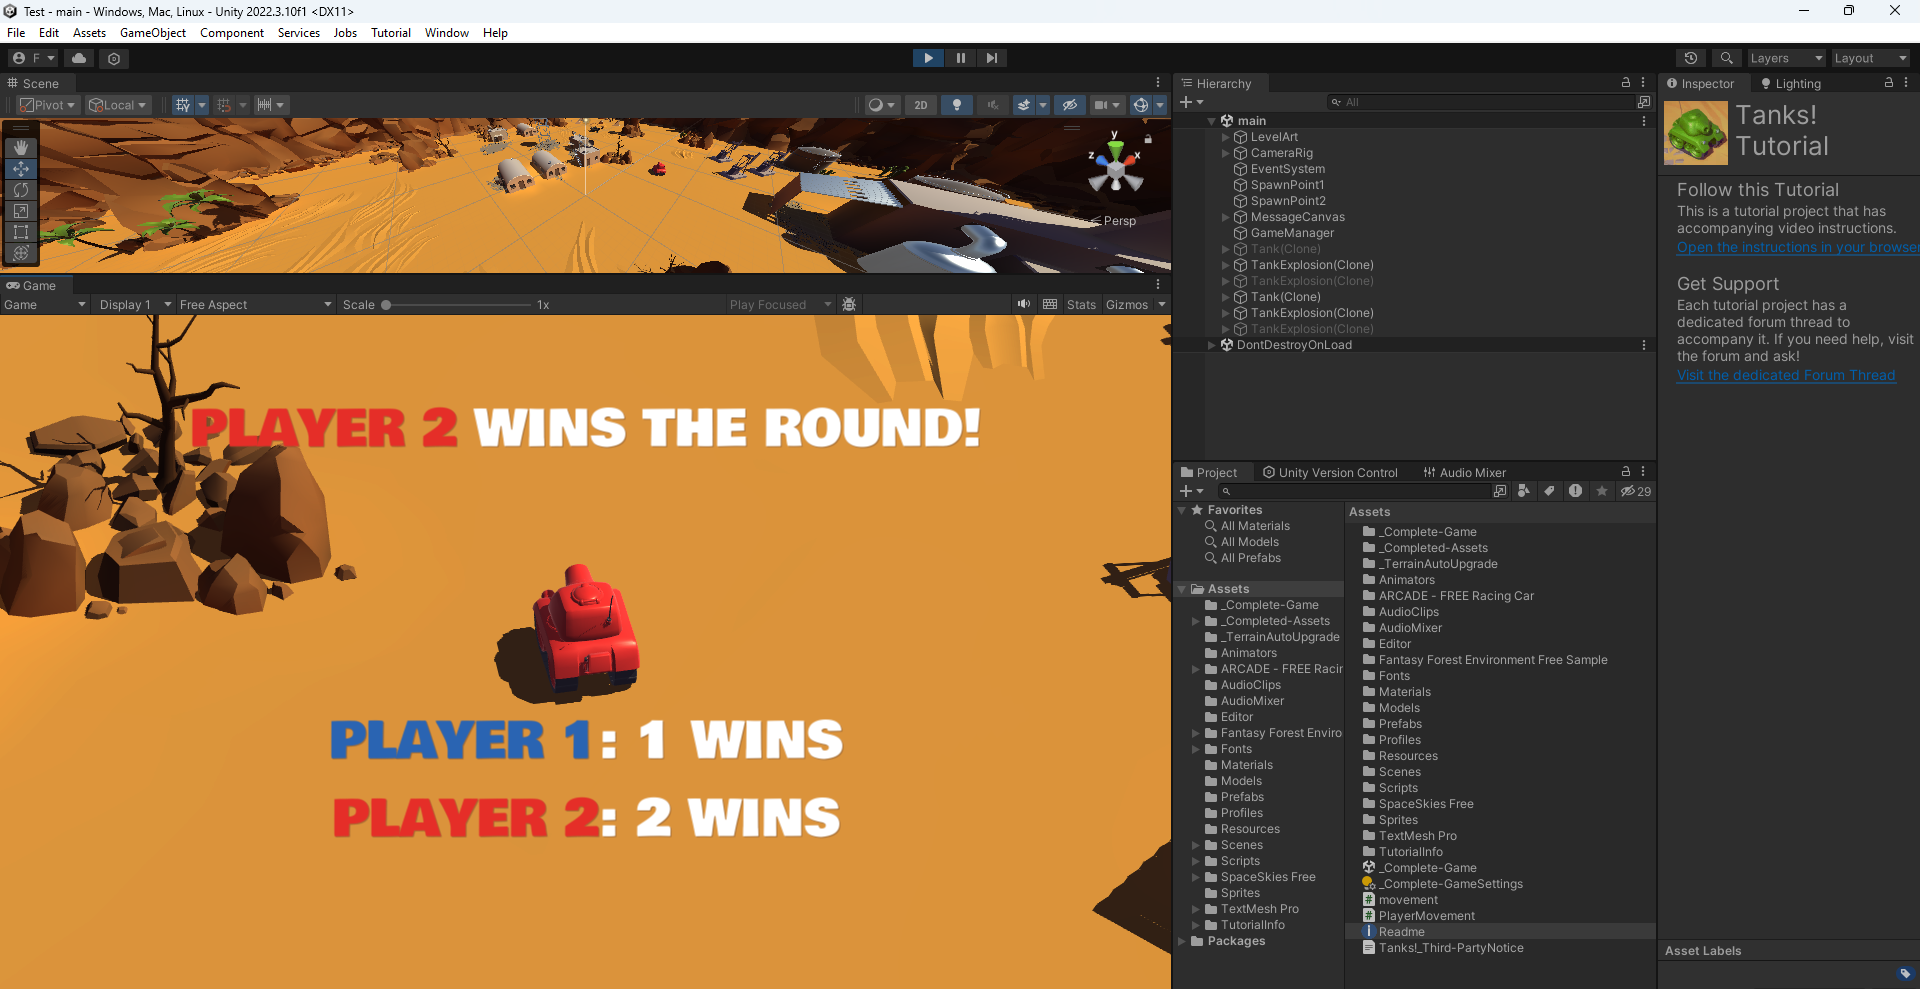 Test - main - Windows, Mac, Linux - Unity 2022.3.10f1 <DX11>
File Edit Assets GameObject Component Services Jobs Tutorial Window Help
F
Layers Layout
Scene
Pivot Local
2D
y
z x
Persp
Game
Game Display 1 Free Aspect Scale 1x Play Focused Stats Gizmos
PLAYER 2 WINS THE ROUND!
PLAYER 1: 1 WINS
PLAYER 2: 2 WINS
Hierarchy
All
main
LevelArt
CameraRig
EventSystem
SpawnPoint1
SpawnPoint2
MessageCanvas
GameManager
Tank(Clone)
TankExplosion(Clone)
TankExplosion(Clone)
Tank(Clone)
TankExplosion(Clone)
TankExplosion(Clone)
DontDestroyOnLoad
Project Unity Version Control Audio Mixer
29
Favorites
All Materials
All Models
All Prefabs
Assets
_Complete-Game
_Completed-Assets
_TerrainAutoUpgrade
Animators
ARCADE - FREE Racir
AudioClips
AudioMixer
Editor
Fantasy Forest Enviro
Fonts
Materials
Models
Prefabs
Profiles
Resources
Scenes
Scripts
SpaceSkies Free
Sprites
TextMesh Pro
TutorialInfo
Packages
Assets
_Complete-Game
_Completed-Assets
_TerrainAutoUpgrade
Animators
ARCADE - FREE Racing Car
AudioClips
AudioMixer
Editor
Fantasy Forest Environment Free Sample
Fonts
Materials
Models
Prefabs
Profiles
Resources
Scenes
Scripts
SpaceSkies Free
Sprites
TextMesh Pro
TutorialInfo
_Complete-Game
_Complete-GameSettings
movement
PlayerMovement
Readme
Tanks!_Third-PartyNotice
Inspector Lighting
Tanks!
Tutorial
Follow this Tutorial
This is a tutorial project that has
accompanying video instructions.
Open the instructions in your browser
Get Support
Each tutorial project has a
dedicated forum thread to
accompany it. If you need help, visit
the forum and ask!
Visit the dedicated Forum Thread
Asset Labels